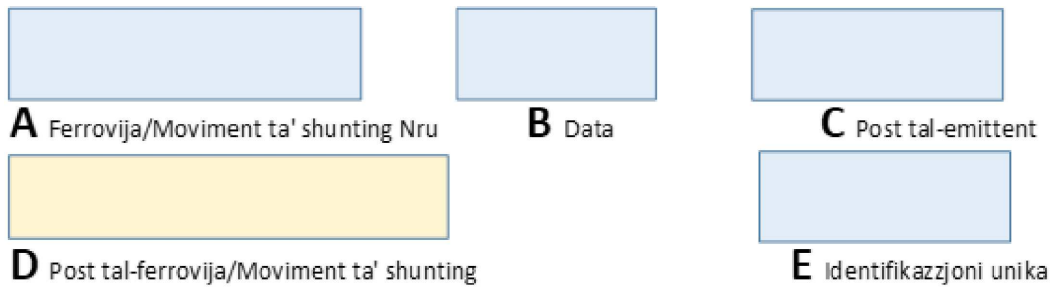 A Ferrovija/Moviment ta' shunting Nru
B Data
C Post tal-emittent
D Post tal-ferrovija/Moviment ta' shunting
E Identifikazzjoni unika